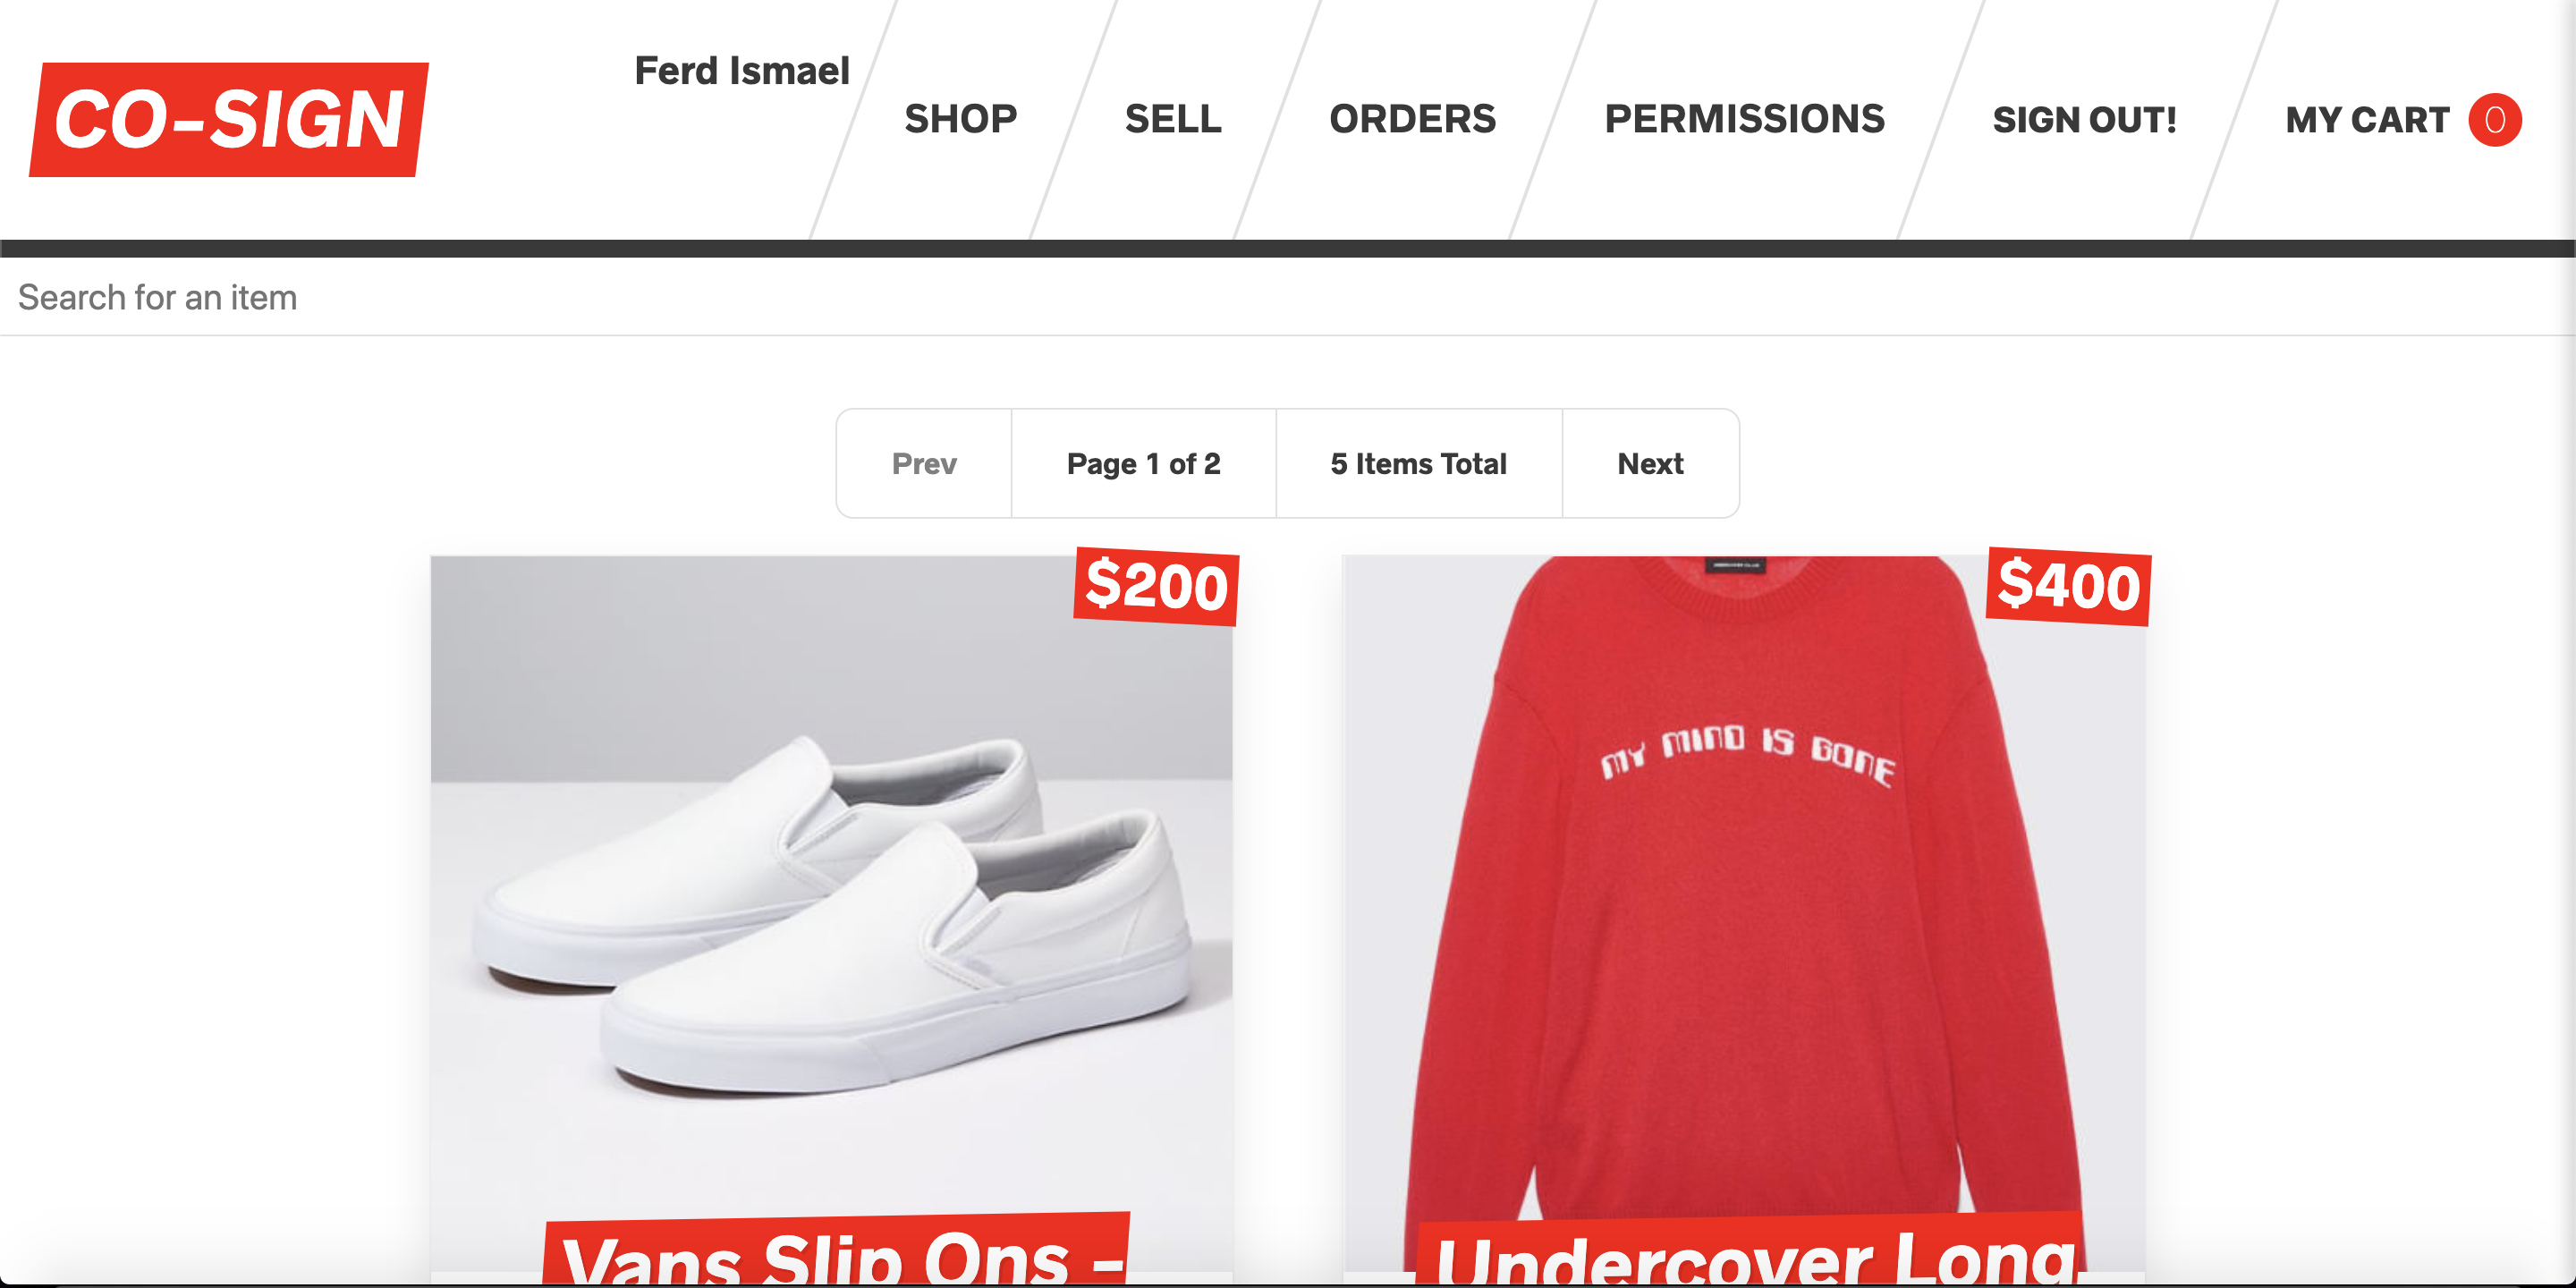 CO-SIGN
Ferd Ismael
SHOP
SELL
ORDERS
PERMISSIONS
SIGN OUT!
MY CART 0
Search for an item
Prev
Page 1 of 2
5 Items Total
Next
$200
$400
MY MIND IS GONE
Vans Slip Ons -
Undercover Long